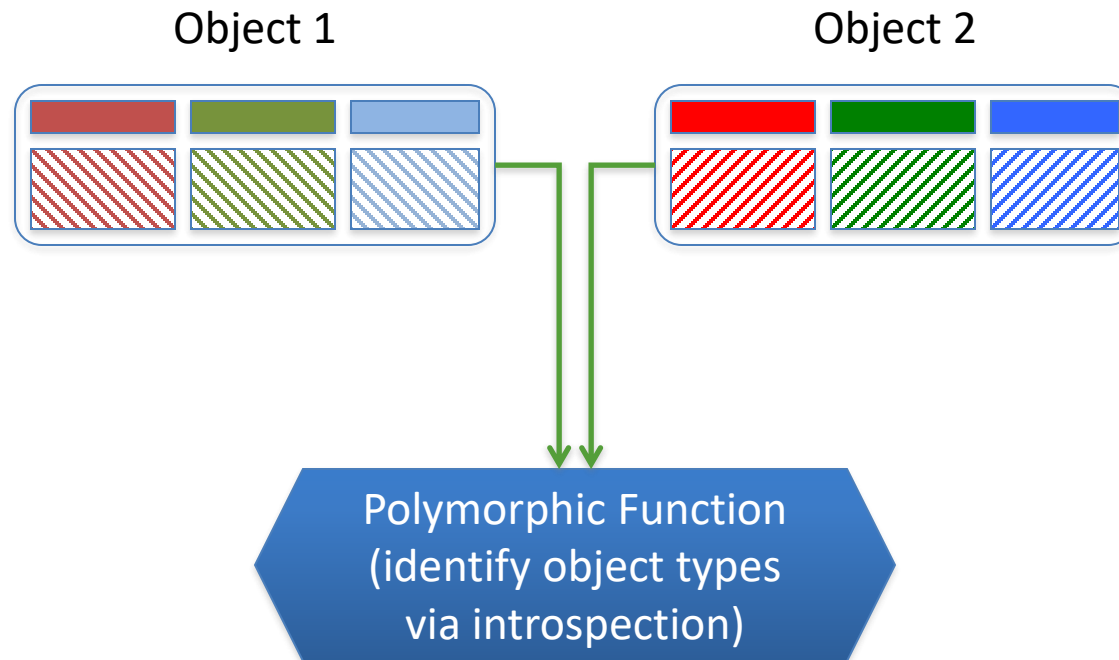 Object 1
Object 2
Polymorphic Function
(identify object types
via introspection)